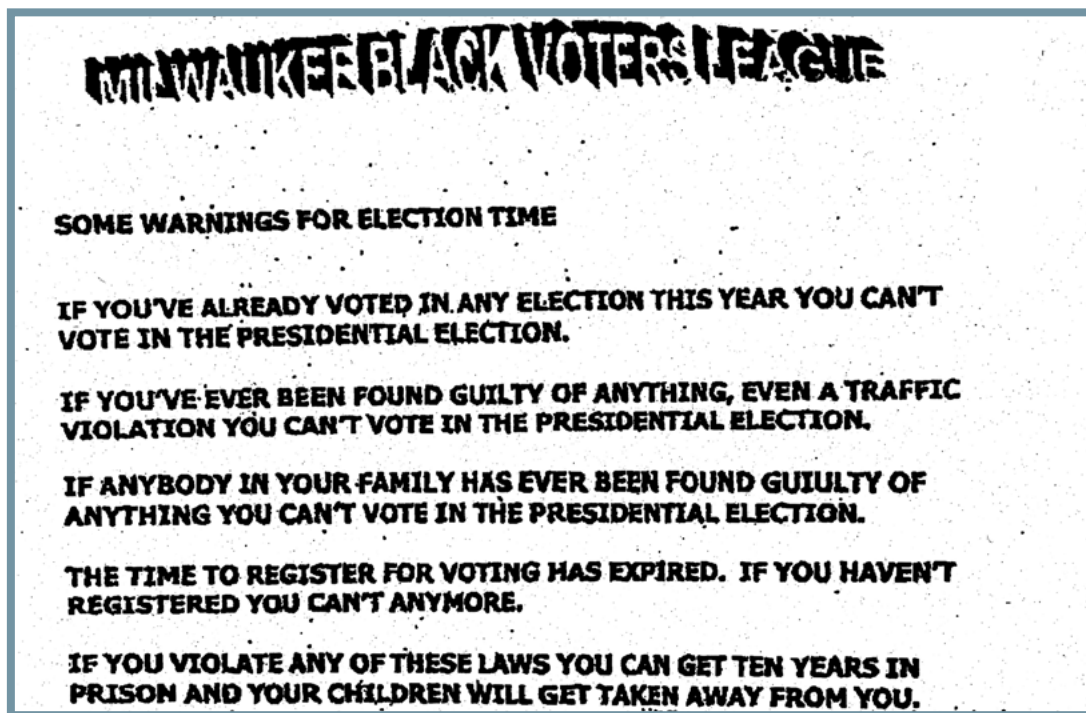 MILWAUKEE BLACK VOTERS LEAGUE
SOME WARNINGS FOR ELECTION TIME
IF YOU'VE ALREADY VOTED IN ANY ELECTION THIS YEAR YOU CAN'T
VOTE IN THE PRESIDENTIAL ELECTION.
IF YOU'VE EVER BEEN FOUND GUILTY OF ANYTHING, EVEN A TRAFFIC
VIOLATION YOU CAN'T VOTE IN THE PRESIDENTIAL ELECTION.
IF ANYBODY IN YOUR FAMILY HAS EVER BEEN FOUND GUIULTY OF
ANYTHING YOU CAN'T VOTE IN THE PRESIDENTIAL ELECTION.
THE TIME TO REGISTER FOR VOTING HAS EXPIRED. IF YOU HAVEN'T
REGISTERED YOU CAN'T ANYMORE.
IF YOU VIOLATE ANY OF THESE LAWS YOU CAN GET TEN YEARS IN
PRISON AND YOUR CHILDREN WILL GET TAKEN AWAY FROM YOU.